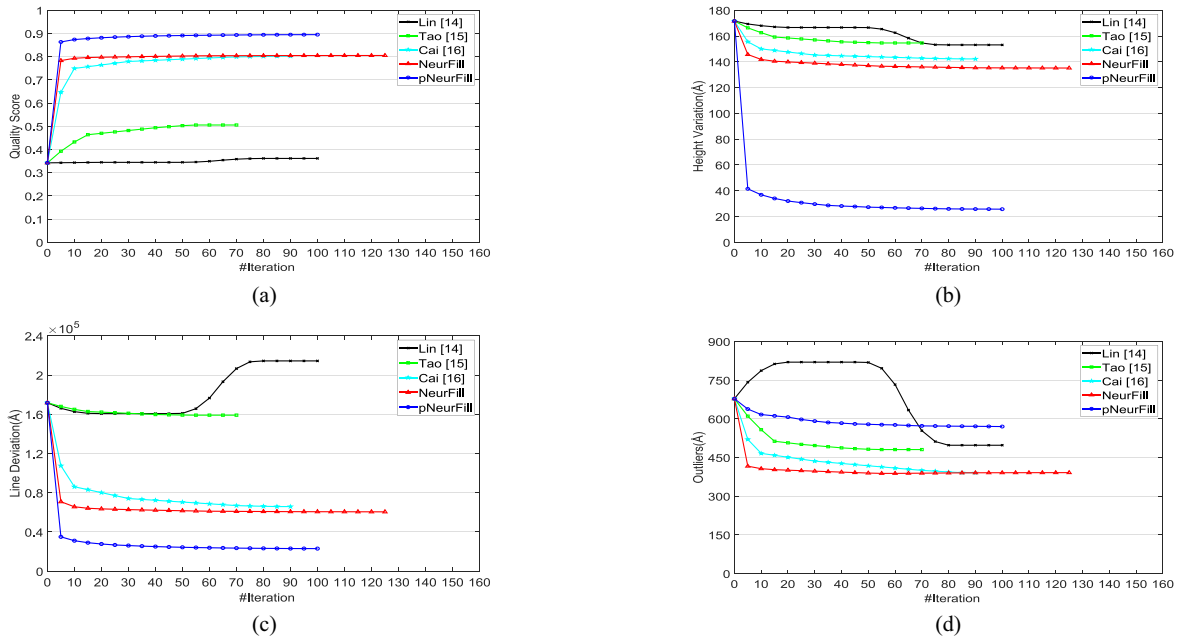 1
0.9
0.8
0.7
0.6
0.5
0.4
0.3
0.2
0.1
0
Quality Score
0 10 20 30 40 50 60 70 80 90 100 110 120 130 140 150 160
#Iteration
Lin [14]
Tao [15]
Cai [16]
NeurFill
pNeurFill
(a)
180
160
140
120
100
80
60
40
20
0
Height Variation(Å)
0 10 20 30 40 50 60 70 80 90 100 110 120 130 140 150 160
#Iteration
Lin [14]
Tao [15]
Cai [16]
NeurFill
pNeurFill
(b)
×10⁵
2.4
2
1.6
1.2
0.8
0.4
0
Line Deviation(Å)
0 10 20 30 40 50 60 70 80 90 100 110 120 130 140 150 160
#Iteration
Lin [14]
Tao [15]
Cai [16]
NeurFill
pNeurFill
(c)
900
750
600
450
300
150
0
Outliers(Å)
0 10 20 30 40 50 60 70 80 90 100 110 120 130 140 150 160
#Iteration
Lin [14]
Tao [15]
Cai [16]
NeurFill
pNeurFill
(d)